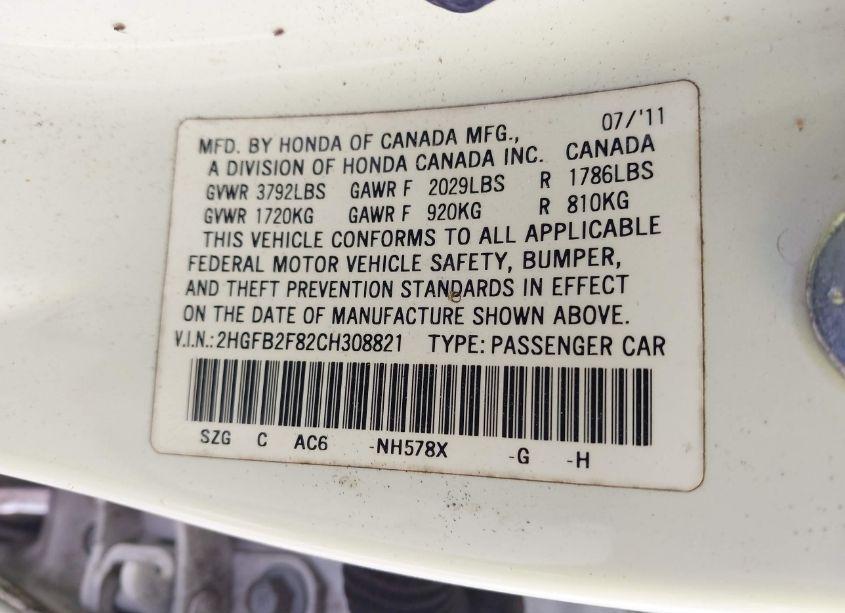 07/'11
MFD. BY HONDA OF CANADA MFG.,
A DIVISION OF HONDA CANADA INC. CANADA
GVWR 3792LBS GAWR F 2029LBS R 1786LBS
GVWR 1720KG GAWR F 920KG R 810KG
THIS VEHICLE CONFORMS TO ALL APPLICABLE
FEDERAL MOTOR VEHICLE SAFETY, BUMPER,
AND THEFT PREVENTION STANDARDS IN EFFECT
ON THE DATE OF MANUFACTURE SHOWN ABOVE.
V.I.N.: 2HGFB2F82CH308821 TYPE: PASSENGER CAR
SZG C AC6 -NH578X -G -H